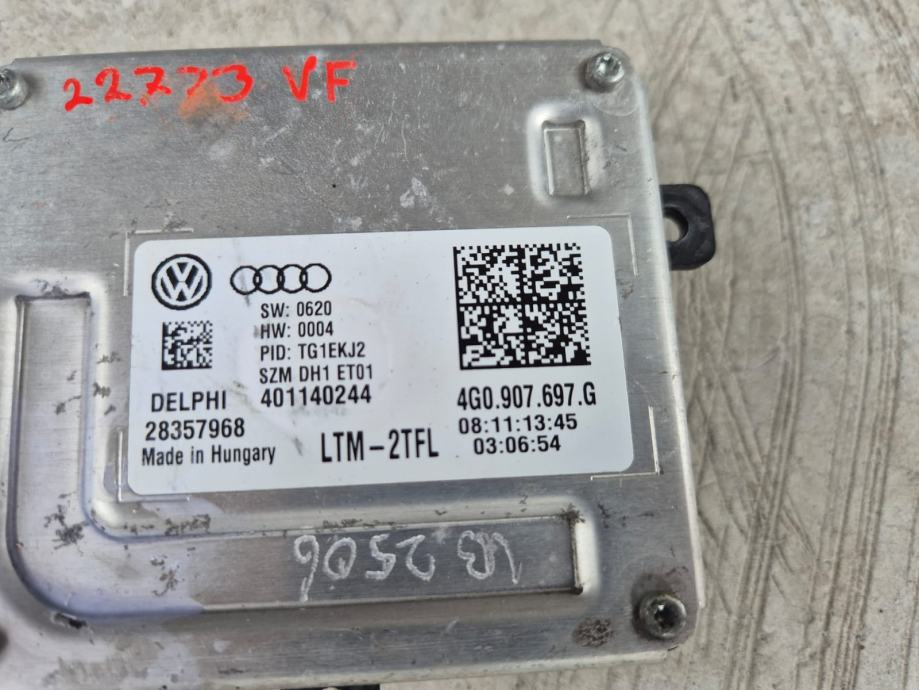 22773 VF
SW: 0620
HW: 0004
PID: TG1EKJ2
SZM DH1 ET01
DELPHI 401140244
28357968
Made in Hungary
LTM-2TFL
4G0.907.697.G
08:11:13:45
03:06:54
2506